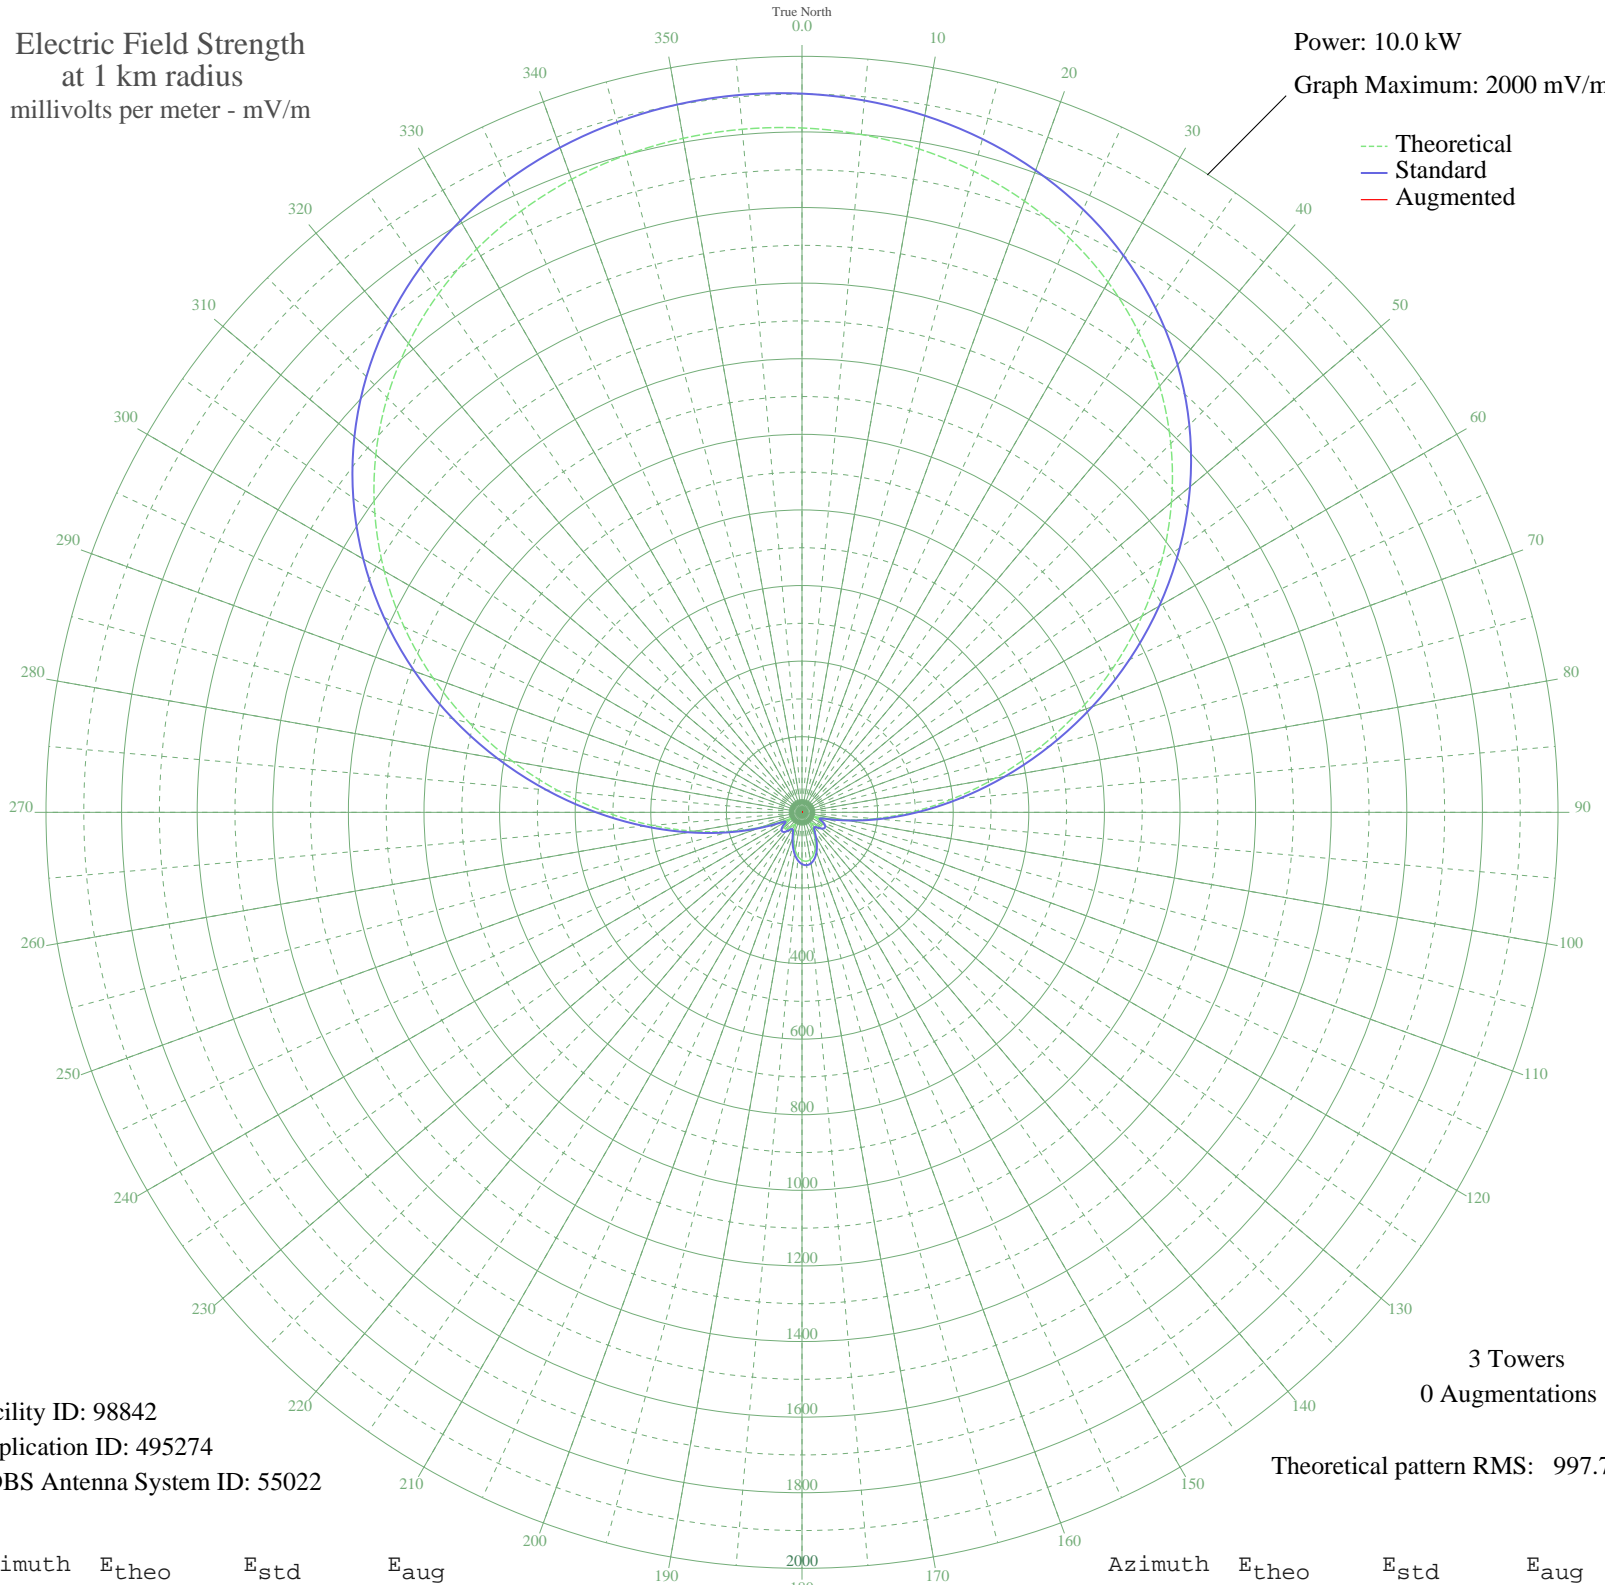 True North
0.0
Electric Field Strength
at 1 km radius
millivolts per meter - mV/m
Power: 10.0 kW
Graph Maximum: 2000 mV/m
Theoretical
Standard
Augmented
350
10
340
20
330
30
320
40
310
50
300
60
290
70
280
80
270
90
260
100
250
110
240
120
230
130
220
140
210
150
200
160
190
170
400
600
800
1000
1200
1400
1600
1800
2000
3 Towers
0 Augmentations
Theoretical pattern RMS: 997.7
cility ID: 98842
plication ID: 495274
DBS Antenna System ID: 55022
imuth Etheo Estd Eaug
Azimuth Etheo Estd Eaug